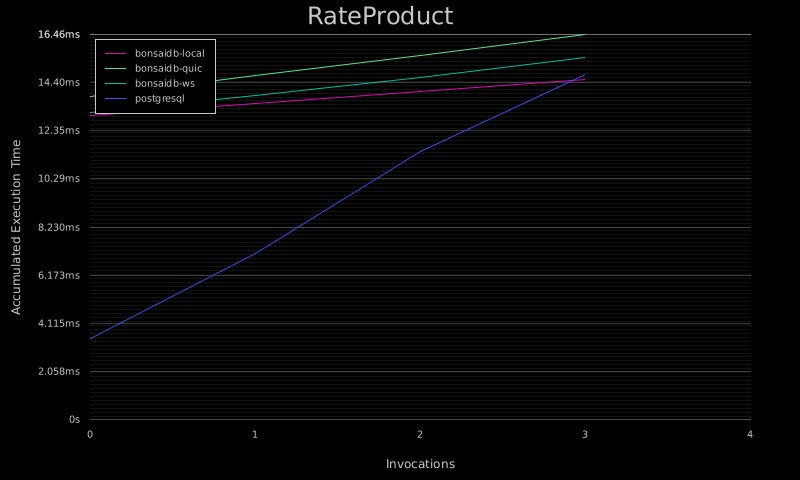 RateProduct
16.46ms
bonsaidb-local
bonsaidb-quic
bonsaidb-ws
postgresql
14.40ms
12.35ms
10.29ms
8.230ms
6.173ms
4.115ms
2.058ms
0s
Accumulated Execution Time
0 1 2 3 4
Invocations